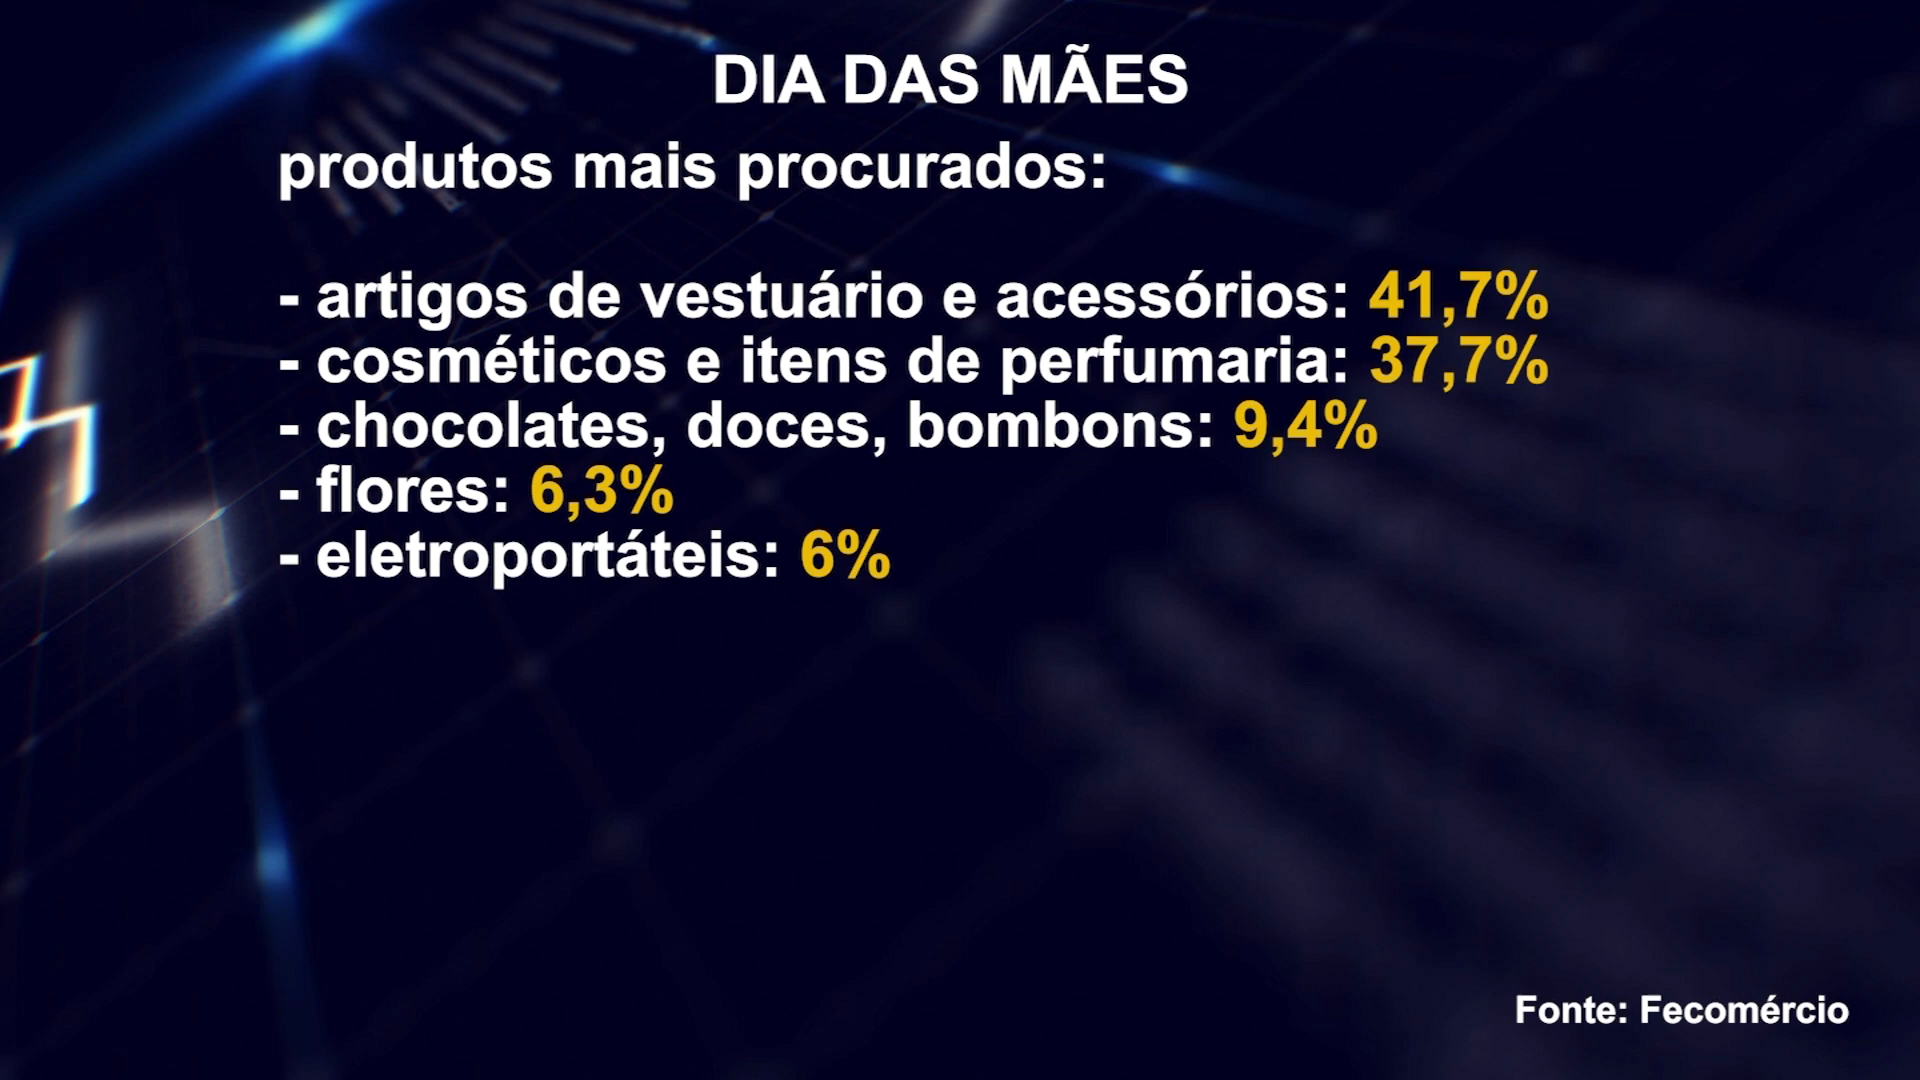 DIA DAS MÃES
produtos mais procurados:
- artigos de vestuário e acessórios: 41,7%
- cosméticos e itens de perfumaria: 37,7%
- chocolates, doces, bombons: 9,4%
- flores: 6,3%
- eletroportáteis: 6%
Fonte: Fecomércio